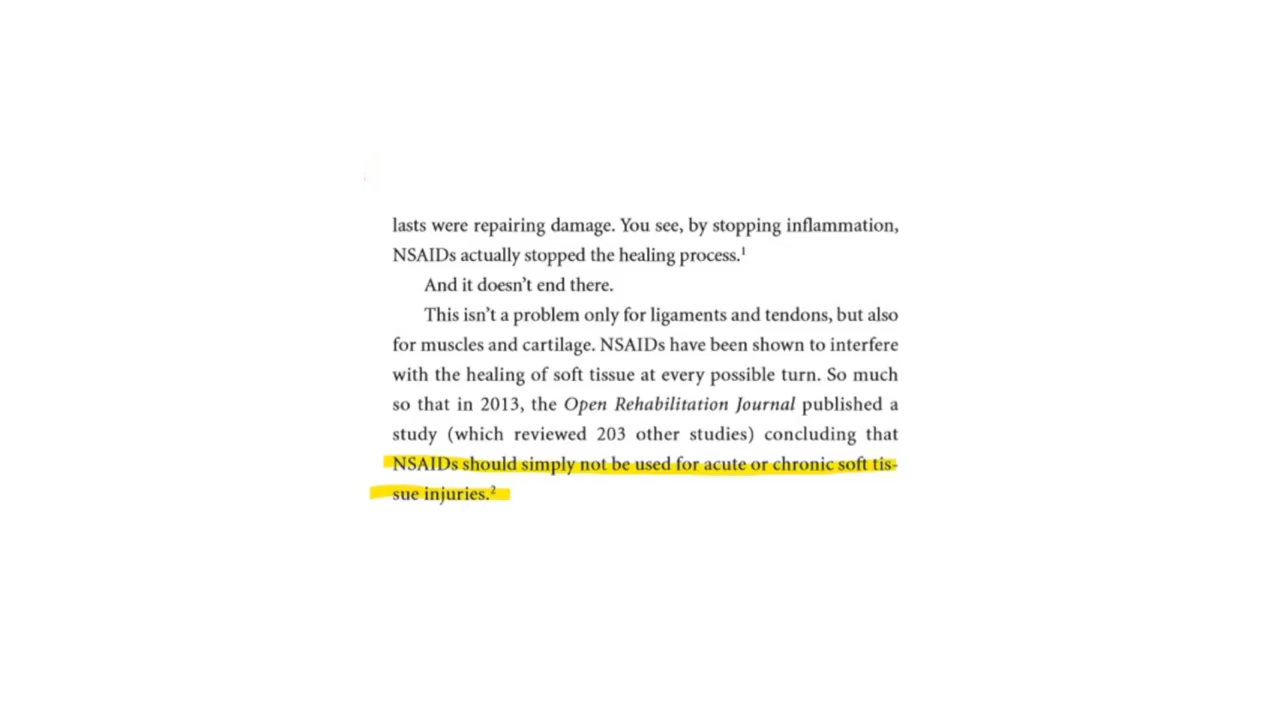 lasts were repairing damage. You see, by stopping inflammation,
NSAIDs actually stopped the healing process.¹
And it doesn’t end there.
This isn’t a problem only for ligaments and tendons, but also
for muscles and cartilage. NSAIDs have been shown to interfere
with the healing of soft tissue at every possible turn. So much
so that in 2013, the Open Rehabilitation Journal published a
study (which reviewed 203 other studies) concluding that
NSAIDs should simply not be used for acute or chronic soft tis-
sue injuries.²